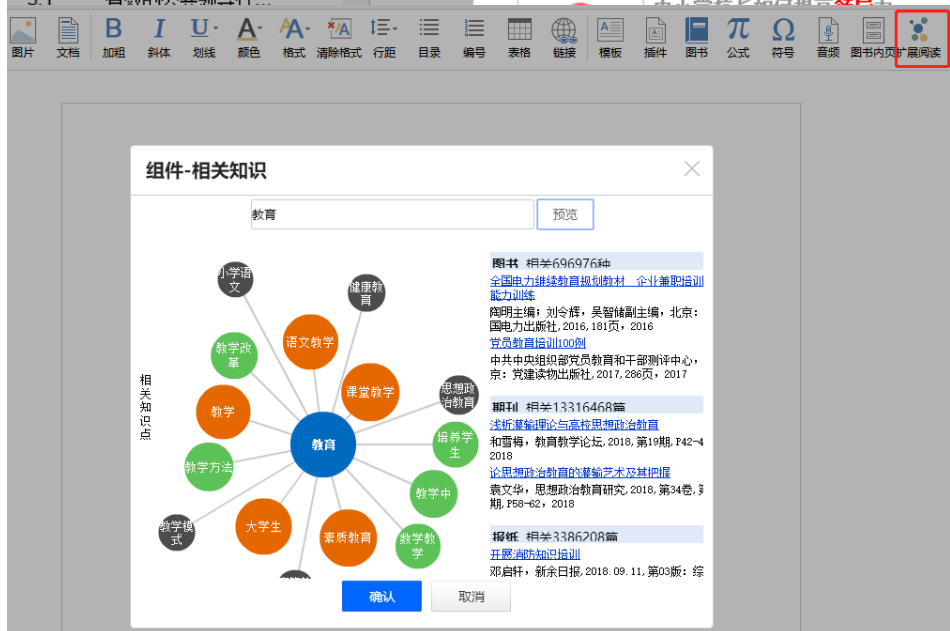 图片 文档 加粗 斜体 划线 颜色 格式 清除格式 行距 目录 编号 表格 链接 模板 插件 图书 公式 符号 音频 图书内页 扩展阅读
组件-相关知识
教育
预览
小学语
文
健康教
育
语文教学
教学改
革
课堂教学
思想政
治教育
相关知识点
教学
教育
培养学
生
教学方法
教学中
教学模
式
大学生
素质教育
数学教
学
图书 相关696976种
全国电力继续教育规划教材 企业兼职培训
能力训练
陶明主编;刘令辉,吴智储副主编,北京:
国电力出版社,2016,181页,2016
党员教育培训100例
中共中央组织部党员教育和干部测评中心,
京:党建读物出版社,2017,286页,2017
期刊 相关13316468篇
浅析灌输理论与高校思想政治教育
和雪梅,教育教学论坛,2018,第19期,P42-4
2018
论思想政治教育的灌输艺术及其把握
袁文华,思想政治教育研究,2018,第34卷,
期,P58-62,2018
报纸 相关3386208篇
开展消防知识培训
邓启轩,新余日报,2018.09.11,第03版:综
确认
取消